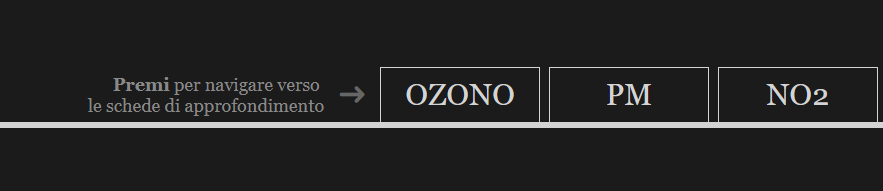 Premi per navigare verso
le schede di approfondimento
OZONO
PM
NO2